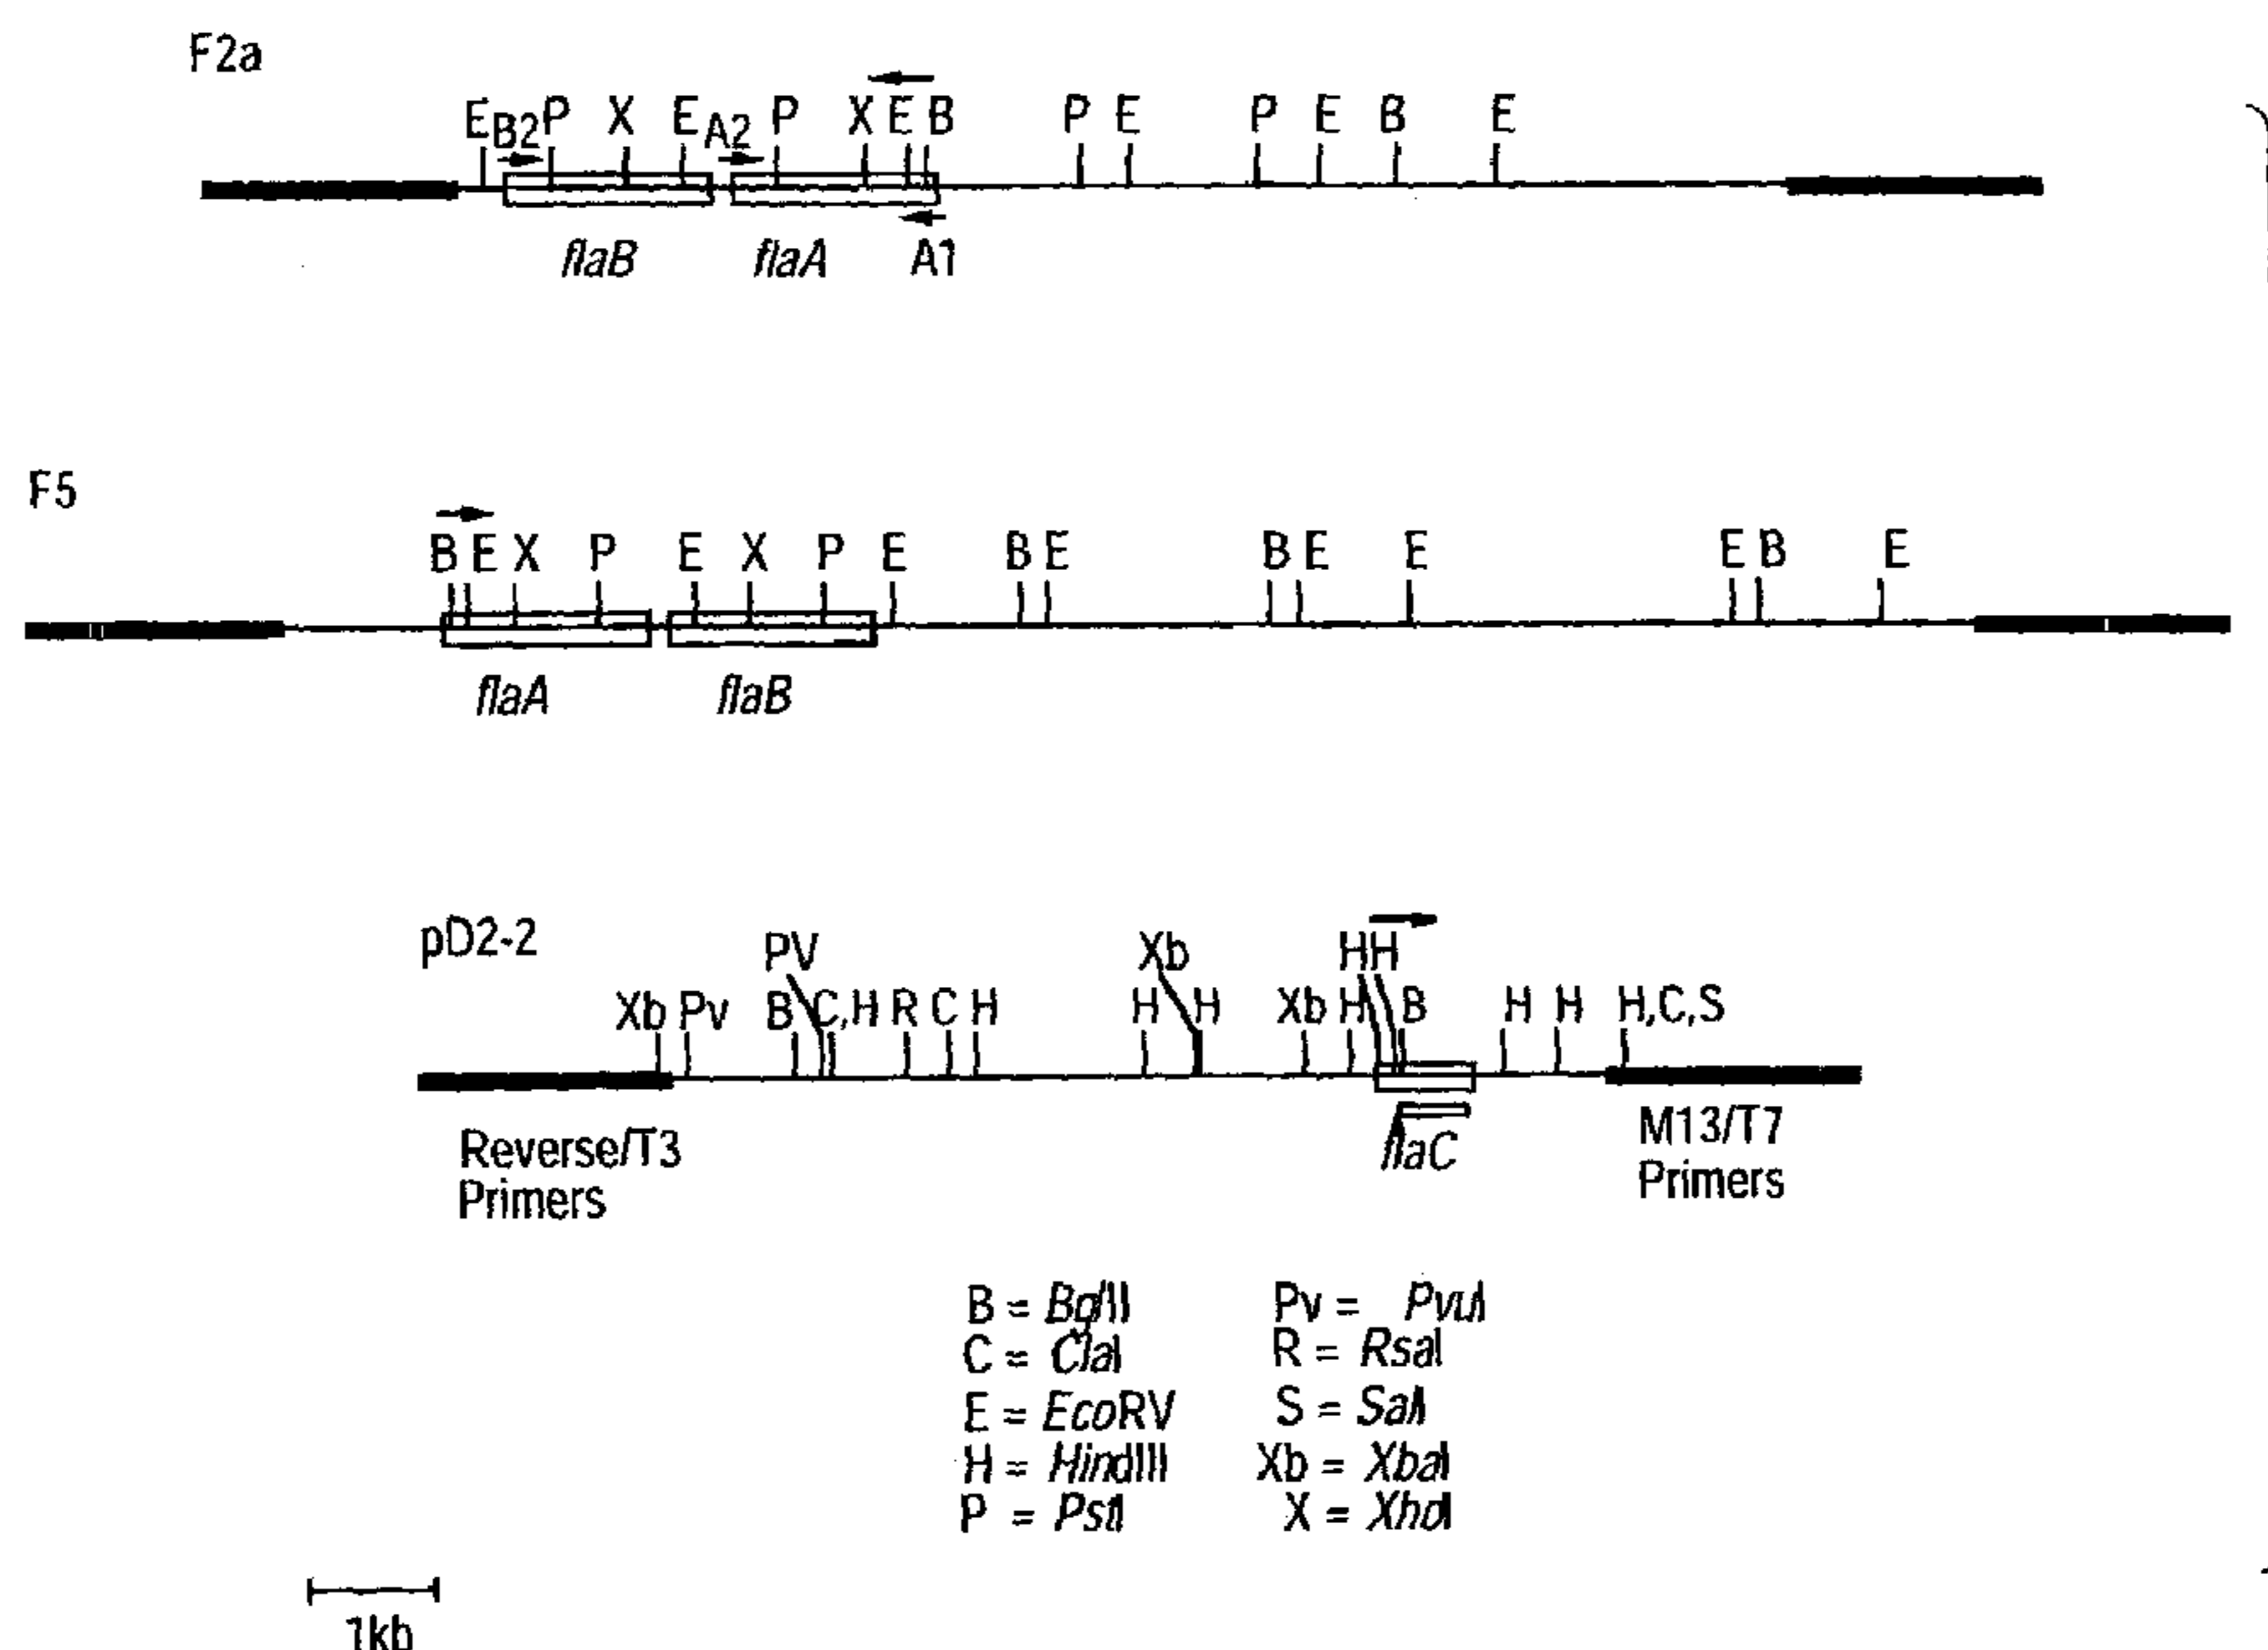 F2a
E B2 P X E A2 P X E B P E P E B E
flaB flaA A1
F5
B E X P E X P E B E B E E E B E
flaA flaB
pD2-2
PV Xb HH
Xb Pv B C,H R C H H H Xb H B H H H,C,S
flaC
Reverse/T3
Primers
M13/T7
Primers
B = BglII Pv = PvuI
C = ClaI R = RsaI
E = EcoRV S = SalI
H = HindIII Xb = XbaI
P = PstI X = XhoI
1kb